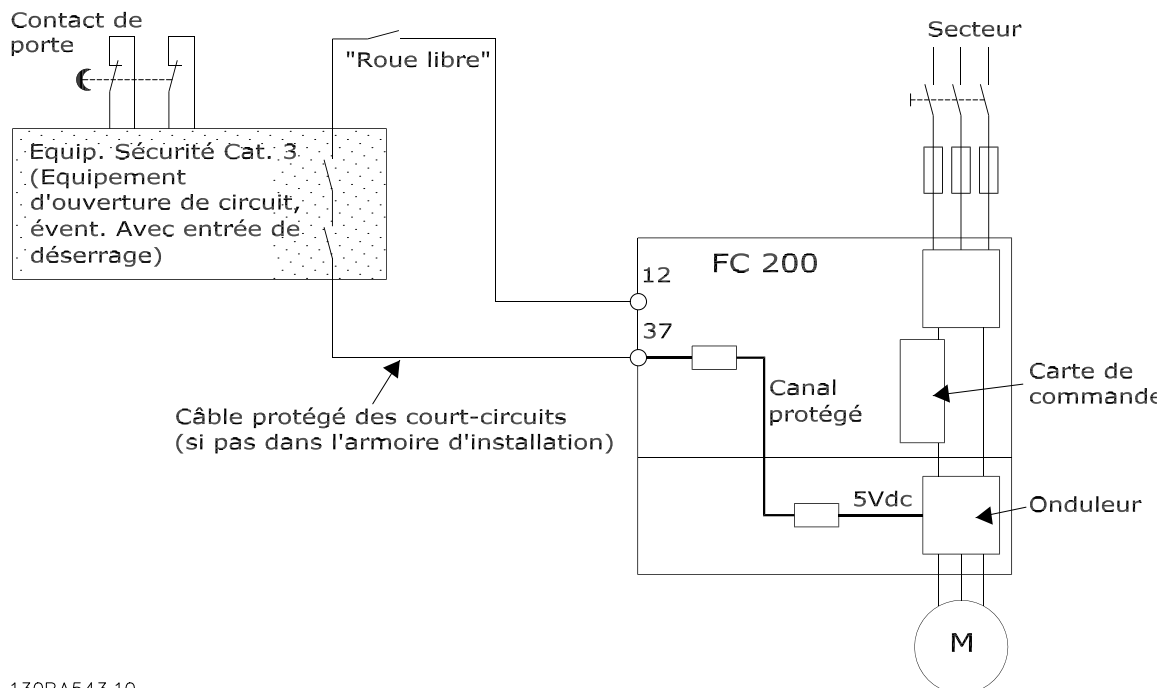 Contact de
porte
"Roue libre"
Secteur
Equip. Sécurité Cat. 3
(Equipement
d'ouverture de circuit,
évent. Avec entrée de
déserrage)
FC 200
12
37
Canal
protégé
Carte de
commande
Câble protégé des court-circuits
(si pas dans l'armoire d'installation)
5Vdc
Onduleur
M
130BA543.10